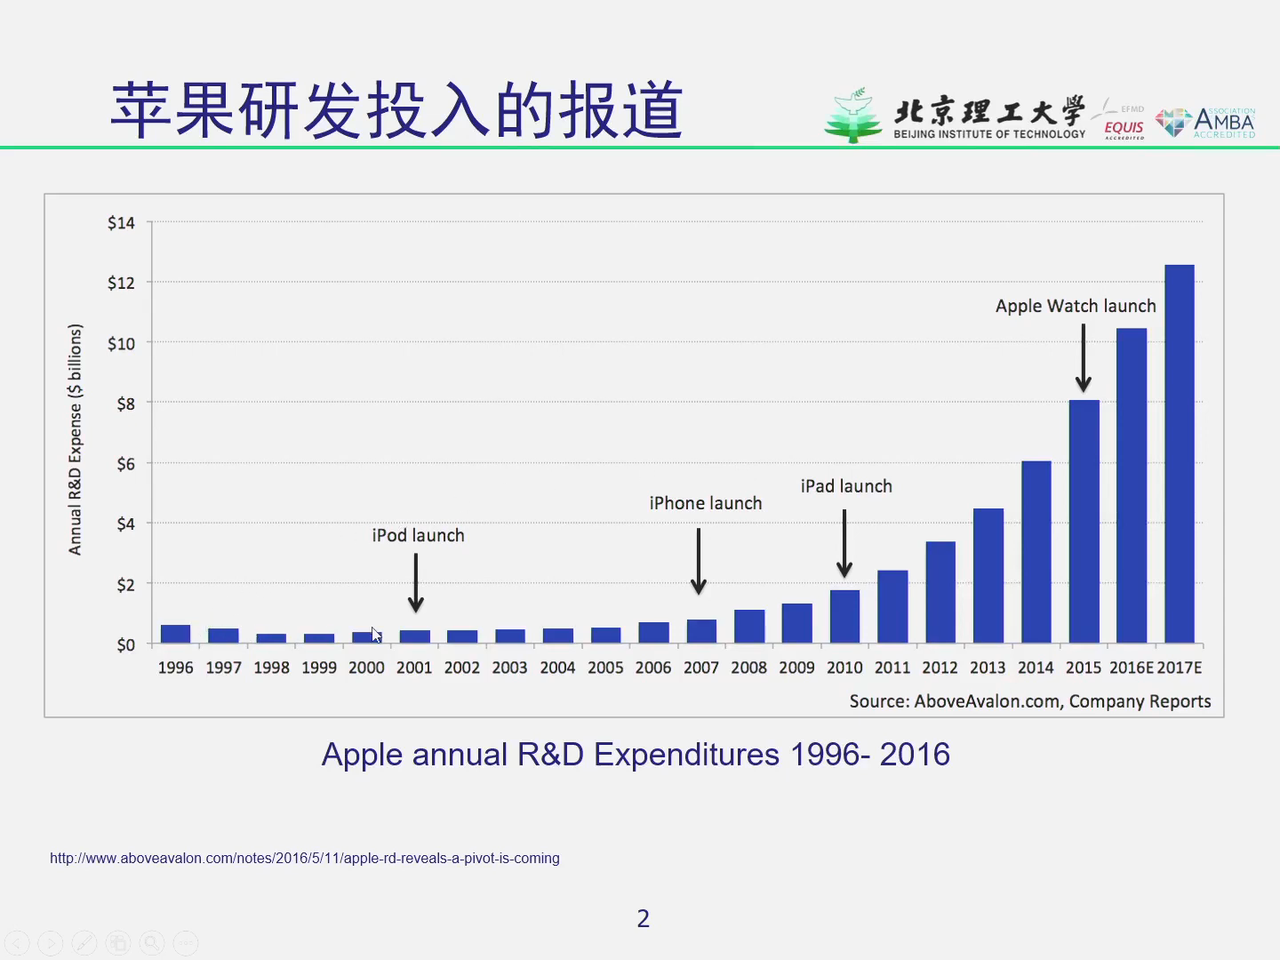 苹果研发投入的报道
北京理工大學
BEIJING INSTITUTE OF TECHNOLOGY
EFMD
EQUIS
ACCREDITED
ASSOCIATION
AMBA
ACCREDITED
$14
$12
$10
$8
$6
$4
$2
$0
Annual R&D Expense ($ billions)
iPod launch
iPhone launch
iPad launch
Apple Watch launch
1996 1997 1998 1999 2000 2001 2002 2003 2004 2005 2006 2007 2008 2009 2010 2011 2012 2013 2014 2015 2016E 2017E
Source: AboveAvalon.com, Company Reports
Apple annual R&D Expenditures 1996- 2016
http://www.aboveavalon.com/notes/2016/5/11/apple-rd-reveals-a-pivot-is-coming
2